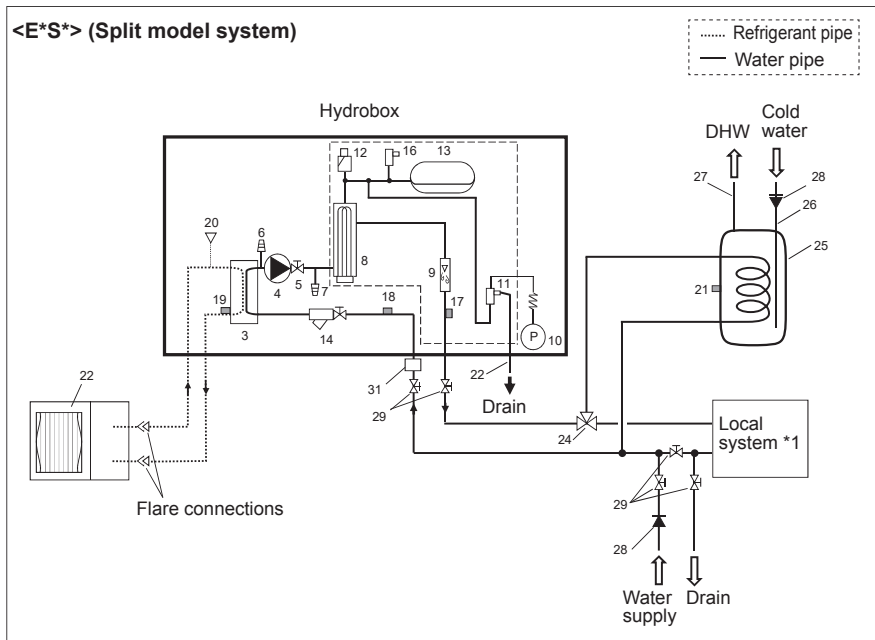 <E*S*> (Split model system)
Refrigerant pipe
Water pipe
Hydrobox
DHW
Cold
water
12
16
13
27
28
26
20
6
25
8
9
11
21
19
4
5
7
17
18
3
14
10
P
22
31
22
29
Drain
24
Local
system *1
Flare connections
29
28
Water
supply
Drain